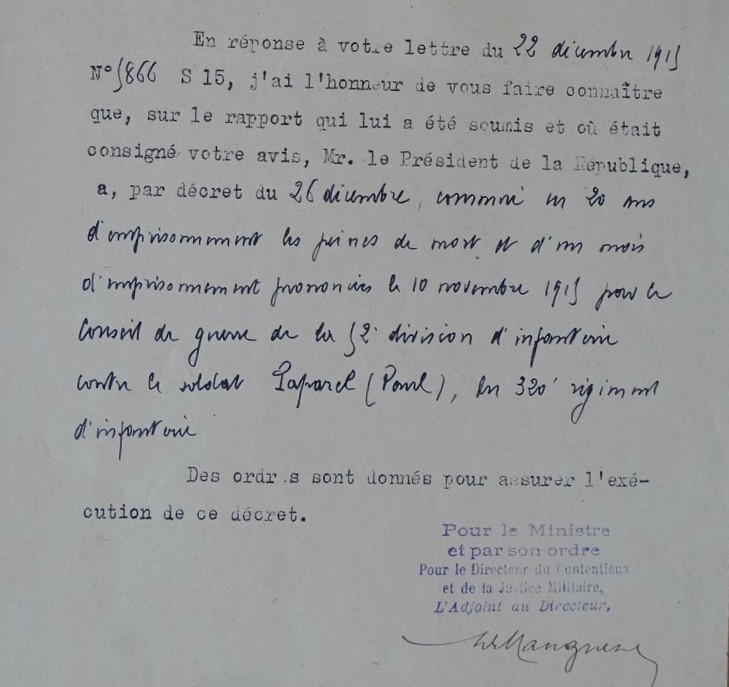 En réponse à votre lettre du 22 décembre 1915
N° 5866 S 15, j'ai l'honneur de vous faire connaître
que, sur le rapport qui lui a été soumis et où était
consigné votre avis, Mr. le Président de la République,
a, par décret du 26 décembre, commué en 20 ans
d'emprisonnement les peines de mort et d'un mois
d'emprisonnement prononcées le 10 novembre 1915 par le
Conseil de guerre de la 52e division d'infanterie
contre le soldat (Paul), du 320e régiment
d'infanterie
Des ordres sont donnés pour assurer l'exé-
cution de ce décret.
Pour le Ministre
et par son ordre
Pour le Directeur du Contentieux
et de la Justice Militaire,
L'Adjoint au Directeur,